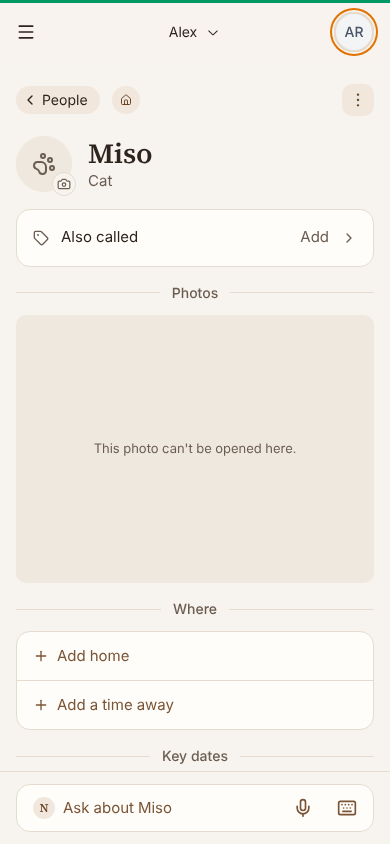 Alex
AR
People
Miso
Cat
Also called
Add
Photos
This photo can't be opened here.
Where
Add home
Add a time away
Key dates
N
Ask about Miso